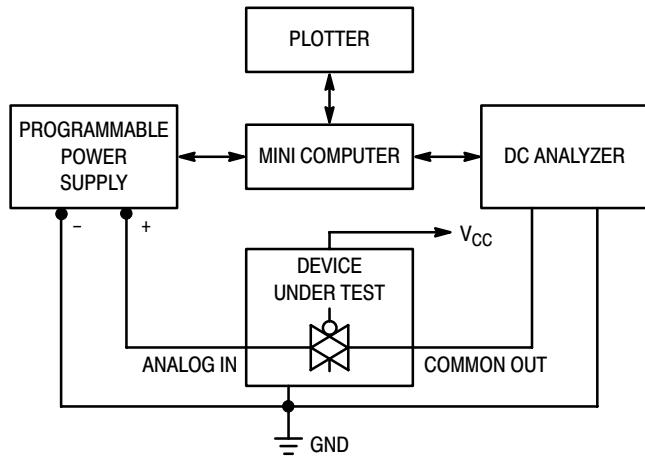 PLOTTER
PROGRAMMABLE
POWER
SUPPLY
MINI COMPUTER
DC ANALYZER
– +
VCC
DEVICE
UNDER TEST
ANALOG IN
COMMON OUT
GND